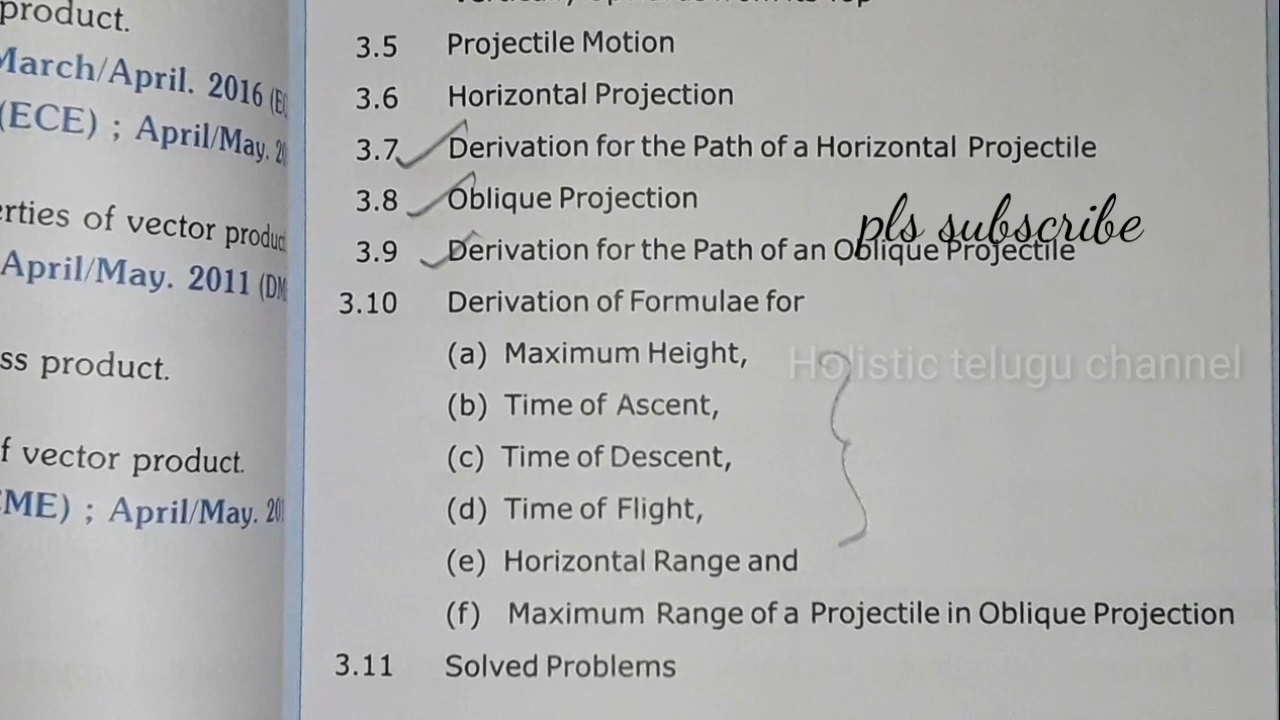 product.
March/April. 2016
(ECE) ; April/May.
of vector product
April/May. 2011
product.
vector product.
; April/May.
3.5 Projectile Motion
3.6 Horizontal Projection
3.7 Derivation for the Path of a Horizontal Projectile
3.8 Oblique Projection
pls subscribe
3.9 Derivation for the Path of an Oblique Projectile
3.10 Derivation of Formulae for
(a) Maximum Height,
Holistic telugu channel
(b) Time of Ascent,
(c) Time of Descent,
(d) Time of Flight,
(e) Horizontal Range and
(f) Maximum Range of a Projectile in Oblique Projection
3.11 Solved Problems